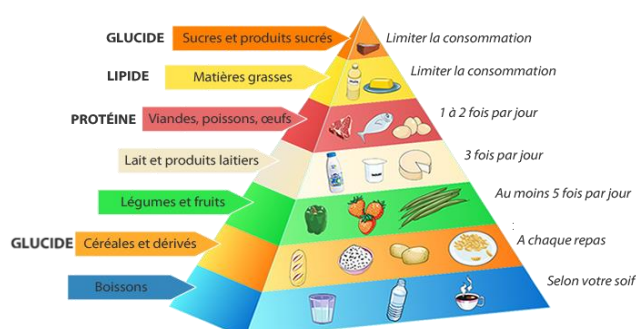 GLUCIDE Sucres et produits sucrés Limiter la consommation
LIPIDE Matières grasses Limiter la consommation
PROTÉINE Viandes, poissons, œufs 1 à 2 fois par jour
Lait et produits laitiers 3 fois par jour
Légumes et fruits Au moins 5 fois par jour
:
GLUCIDE Céréales et dérivés A chaque repas
Boissons Selon votre soif